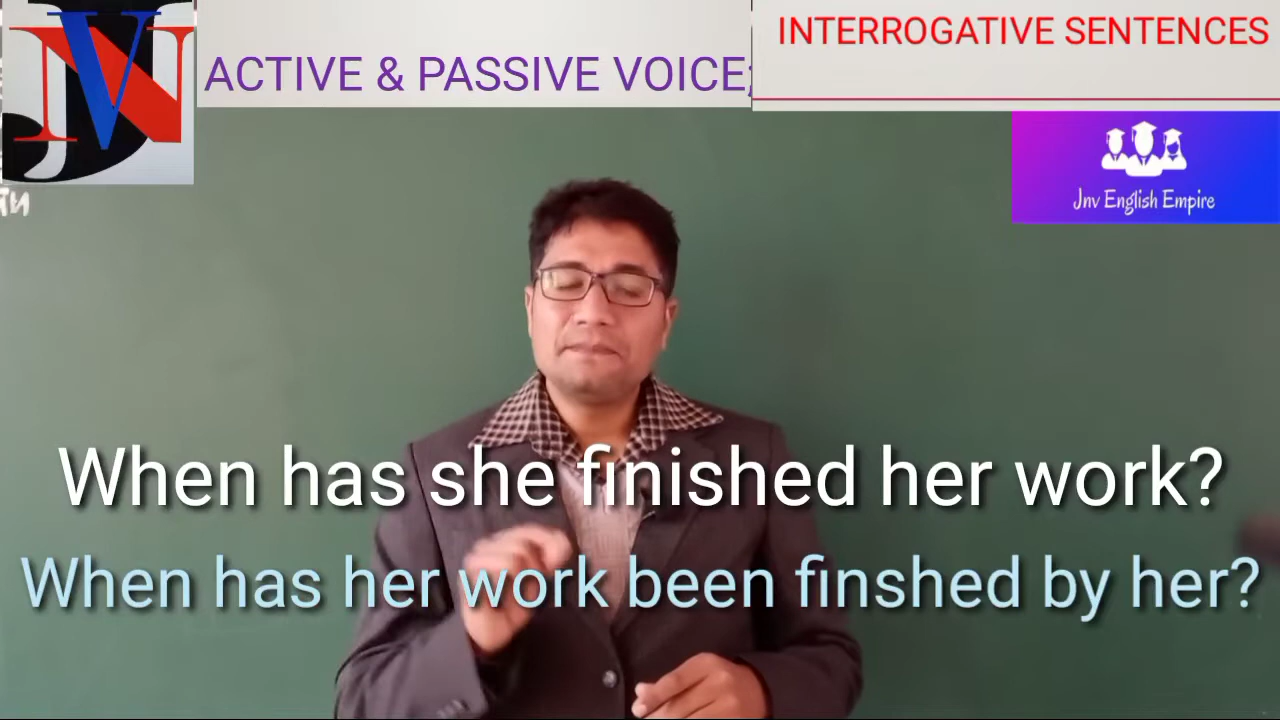 JNV
ACTIVE & PASSIVE VOICE;
INTERROGATIVE SENTENCES
Jnv English Empire
When has she finished her work?
When has her work been finshed by her?